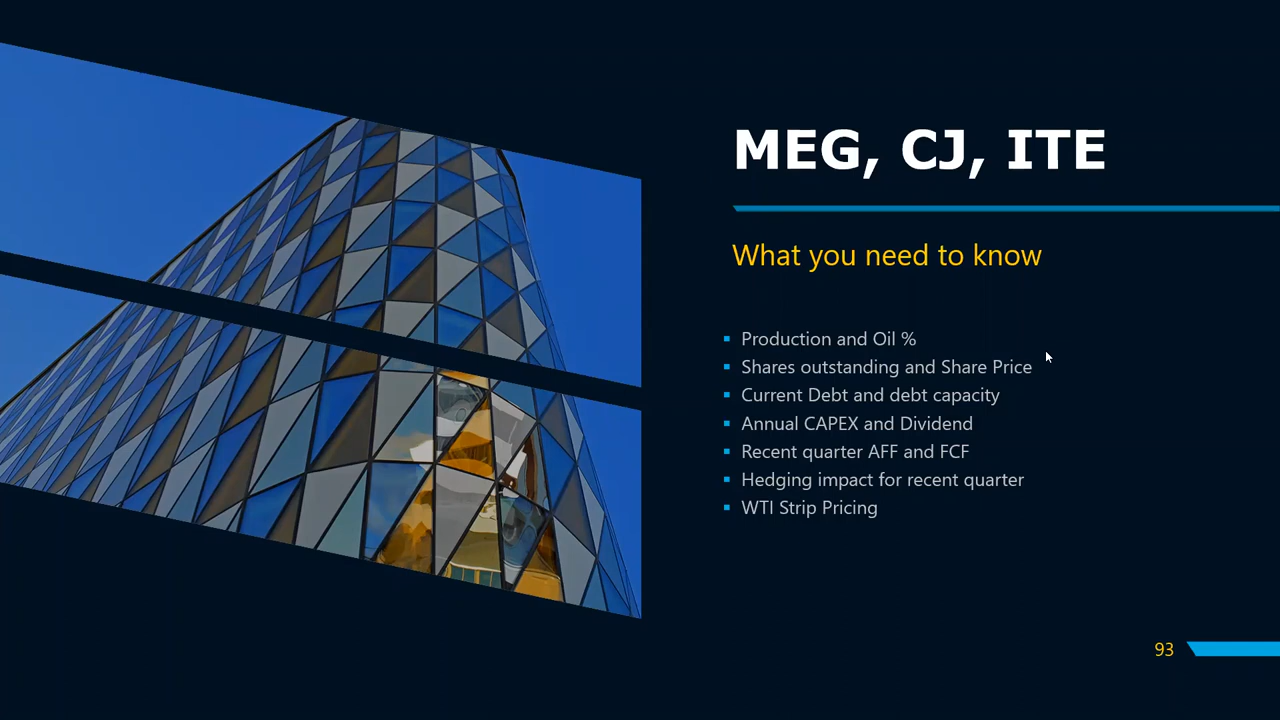 MEG, CJ, ITE
What you need to know
Production and Oil %
Shares outstanding and Share Price
Current Debt and debt capacity
Annual CAPEX and Dividend
Recent quarter AFF and FCF
Hedging impact for recent quarter
WTI Strip Pricing
93